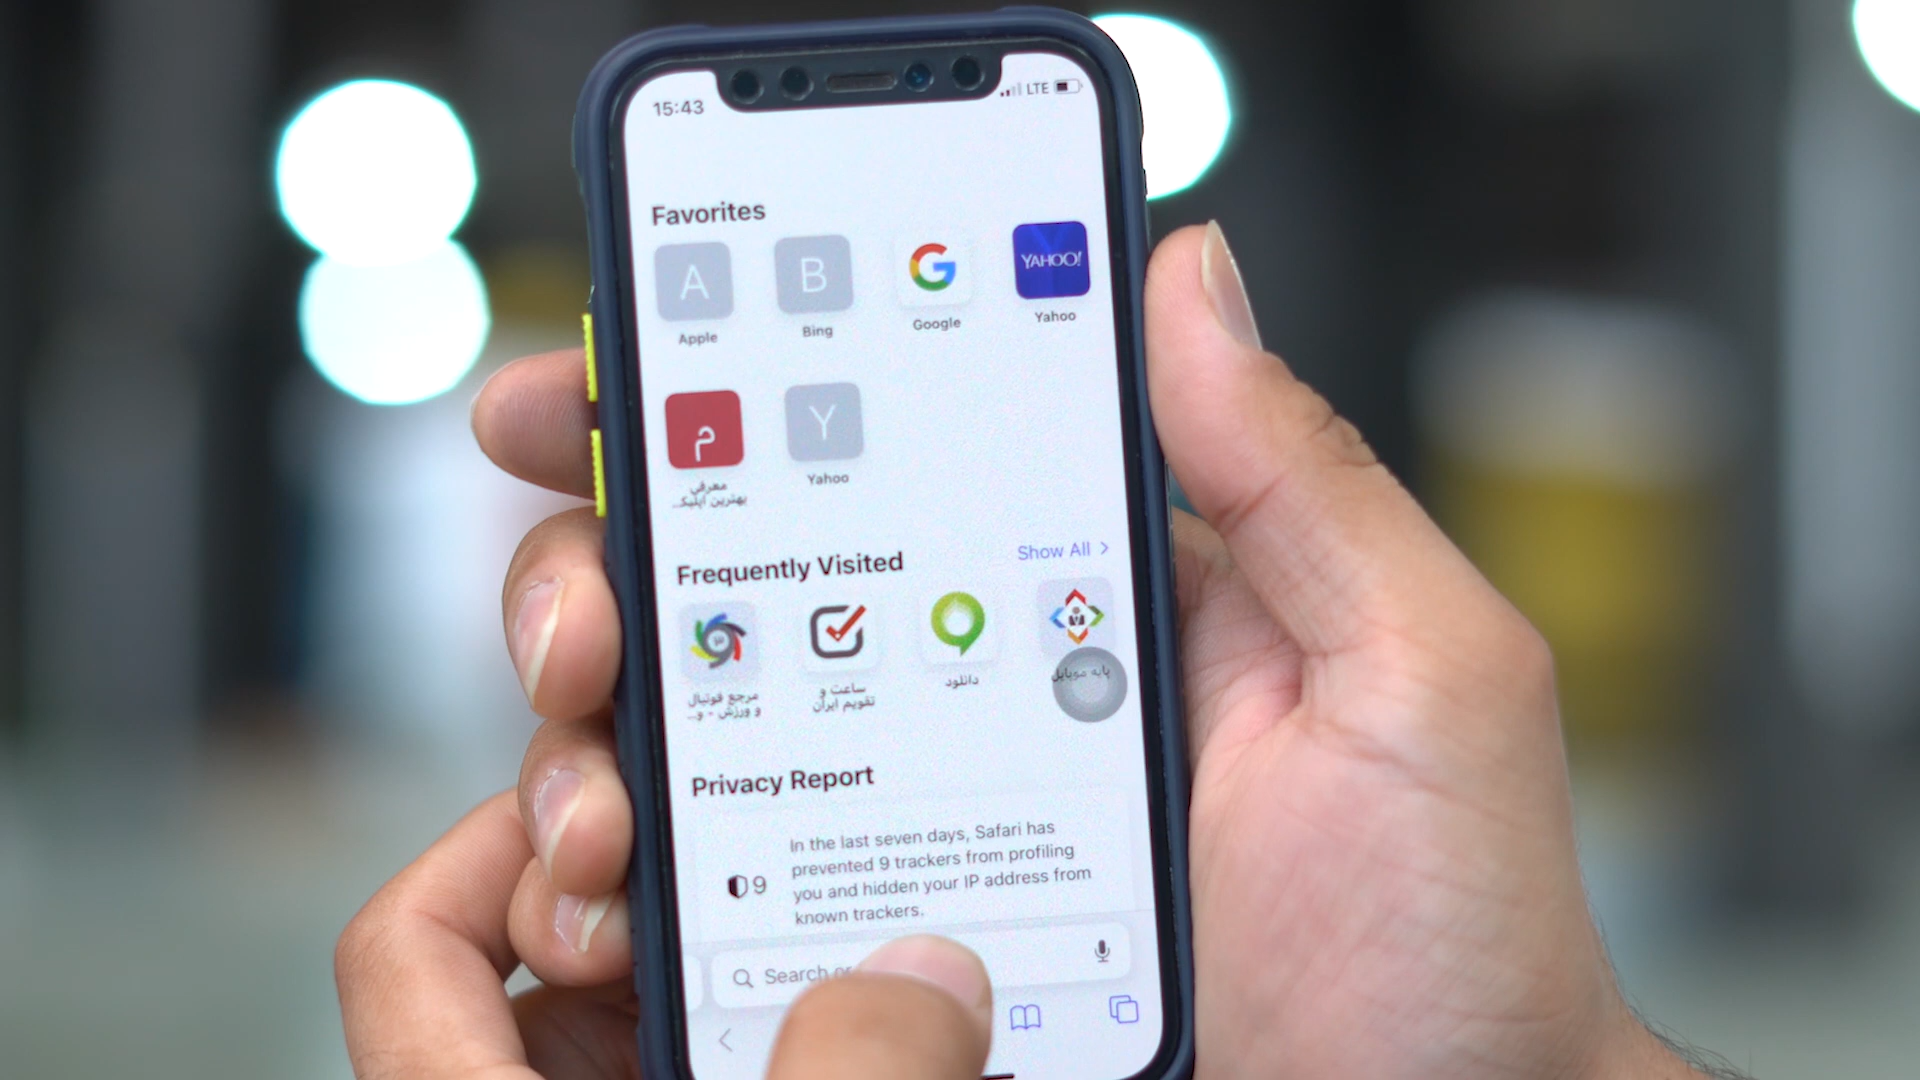 15:43
LTE
Favorites
A
B
G
YAHOO!
Apple
Bing
Google
Yahoo
م
Y
معرفی
بهترین اپلیک...
Yahoo
Frequently Visited
Show All
مرجع فوتبال
و ورزش - و...
ساعت و
تقویم ایران
دانلود
پایه موبایل
Privacy Report
9
In the last seven days, Safari has
prevented 9 trackers from profiling
you and hidden your IP address from
known trackers.
Search or